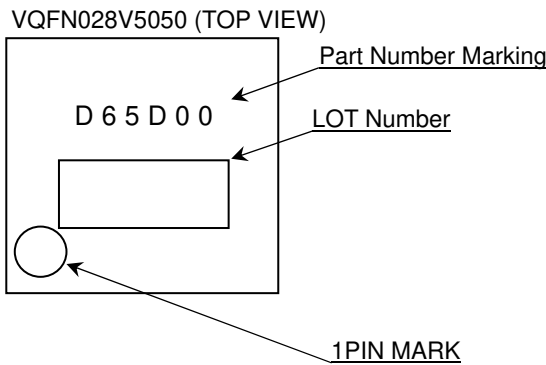 VQFN028V5050 (TOP VIEW)
Part Number Marking
D 6 5 D 0 0
LOT Number
1PIN MARK